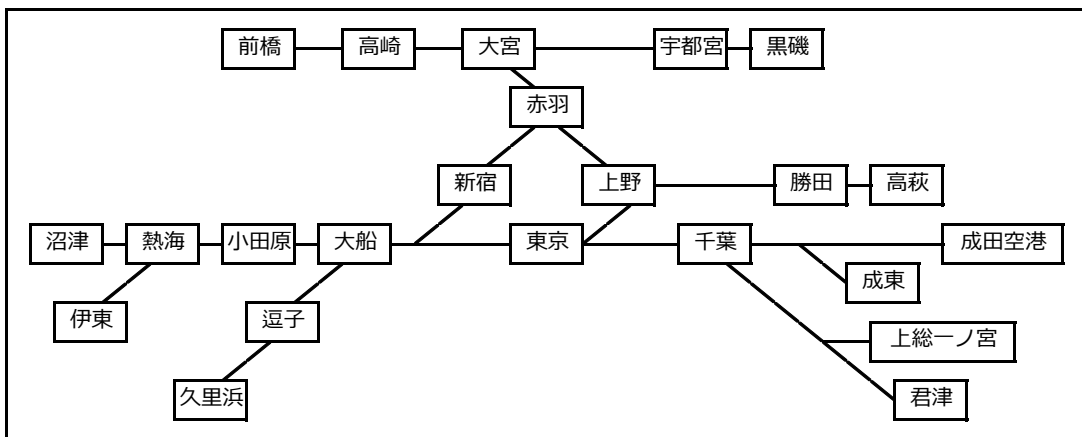 前橋
高崎
大宮
宇都宮
黒磯
赤羽
新宿
上野
勝田
高萩
沼津
熱海
小田原
大船
東京
千葉
成田空港
成東
伊東
逗子
上総一ノ宮
久里浜
君津